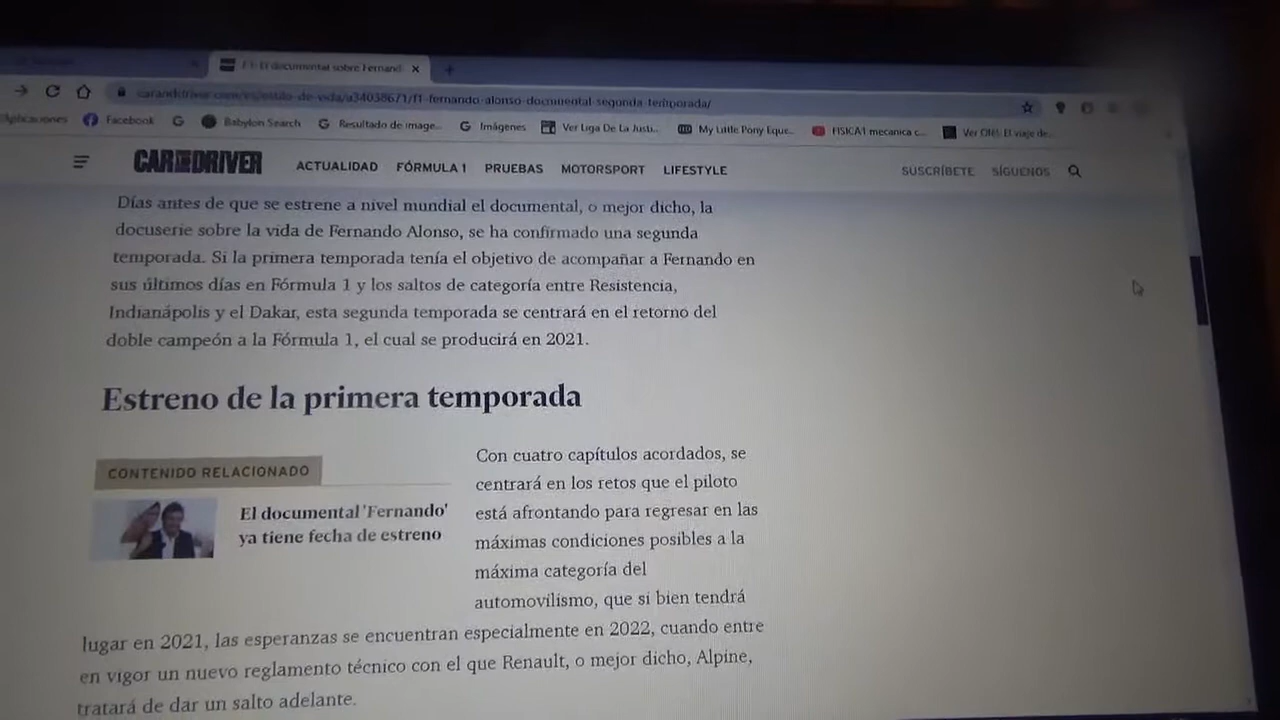 F1: El documental sobre Fernand
carandriver.com/es/estilo-de-vida/a34038671/f1-fernando-alonso-documental-segunda-temporada/
Aplicaciones Facebook Babylon Search Resultado de image... Imágenes Ver Liga De La Justi... My Little Pony Eque... FISICA1 mecanica c...
CAR AND DRIVER ACTUALIDAD FÓRMULA 1 PRUEBAS MOTORSPORT LIFESTYLE SUSCRÍBETE SÍGUENOS
Días antes de que se estrene a nivel mundial el documental, o mejor dicho, la
docuserie sobre la vida de Fernando Alonso, se ha confirmado una segunda
temporada. Si la primera temporada tenía el objetivo de acompañar a Fernando en
sus últimos días en Fórmula 1 y los saltos de categoría entre Resistencia,
Indianápolis y el Dakar, esta segunda temporada se centrará en el retorno del
doble campeón a la Fórmula 1, el cual se producirá en 2021.
Estreno de la primera temporada
CONTENIDO RELACIONADO
El documental 'Fernando'
ya tiene fecha de estreno
Con cuatro capítulos acordados, se
centrará en los retos que el piloto
está afrontando para regresar en las
máximas condiciones posibles a la
máxima categoría del
automovilismo, que si bien tendrá
lugar en 2021, las esperanzas se encuentran especialmente en 2022, cuando entre
en vigor un nuevo reglamento técnico con el que Renault, o mejor dicho, Alpine,
tratará de dar un salto adelante.